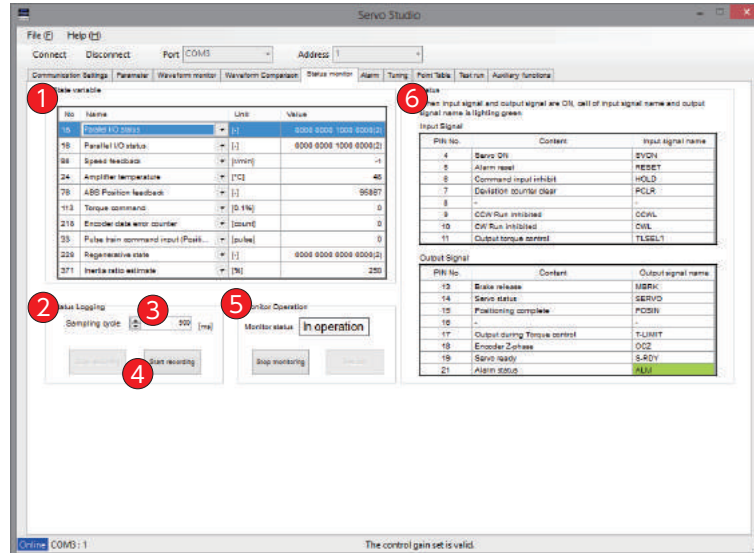 Servo Studio
File (F) Help (H)
Connect Disconnect Port COM3 Address 1
Communication Settings Parameter Waveform monitor Waveform Comparison Status monitor Alarm Tuning Point Table Test run Auxiliary functions
1 State variable
No Name Unit Value
16 Parallel I/O status [-] 0000 0000 1000 0000(2)
16 Parallel I/O status [-] 0000 0000 1000 0000(2)
Speed feedback [r/min] -1
24 Amplifier temperature [°C] 48
78 ABS Position feedback [-] 95887
113 Torque command [0.1%] 0
218 Encoder data error counter [count] 0
33 Pulse train command input (Positi... [pulse] 0
228 Regenerative state [-] 0000 0000 0000 0000(2)
371 Inertia ratio estimate [%] 250
2 Status Logging
3
Sampling cycle 500 [ms]
4 Start recording
5 Monitor Operation
Monitor status In operation
Stop monitoring
6 Status
When input signal and output signal are ON, cell of input signal name and output
signal name is lighting green
Input Signal
PIN No. Content Input signal name
4 Servo ON SVON
5 Alarm reset RESET
6 Command input inhibit HOLD
7 Deviation counter clear PCLR
8 - -
9 CCW Run inhibited CCWL
10 CW Run inhibited CWL
11 Output torque control TLSEL1
Output Signal
PIN No. Content Output signal name
13 Brake release MBRK
14 Servo status SERVO
15 Positioning complete POSIN
16 - -
17 Output during Torque control T-LIMIT
18 Encoder Z-phase OCZ
19 Servo ready S-RDY
21 Alarm status ALM
Online COM3 : 1 The control gain set is valid.